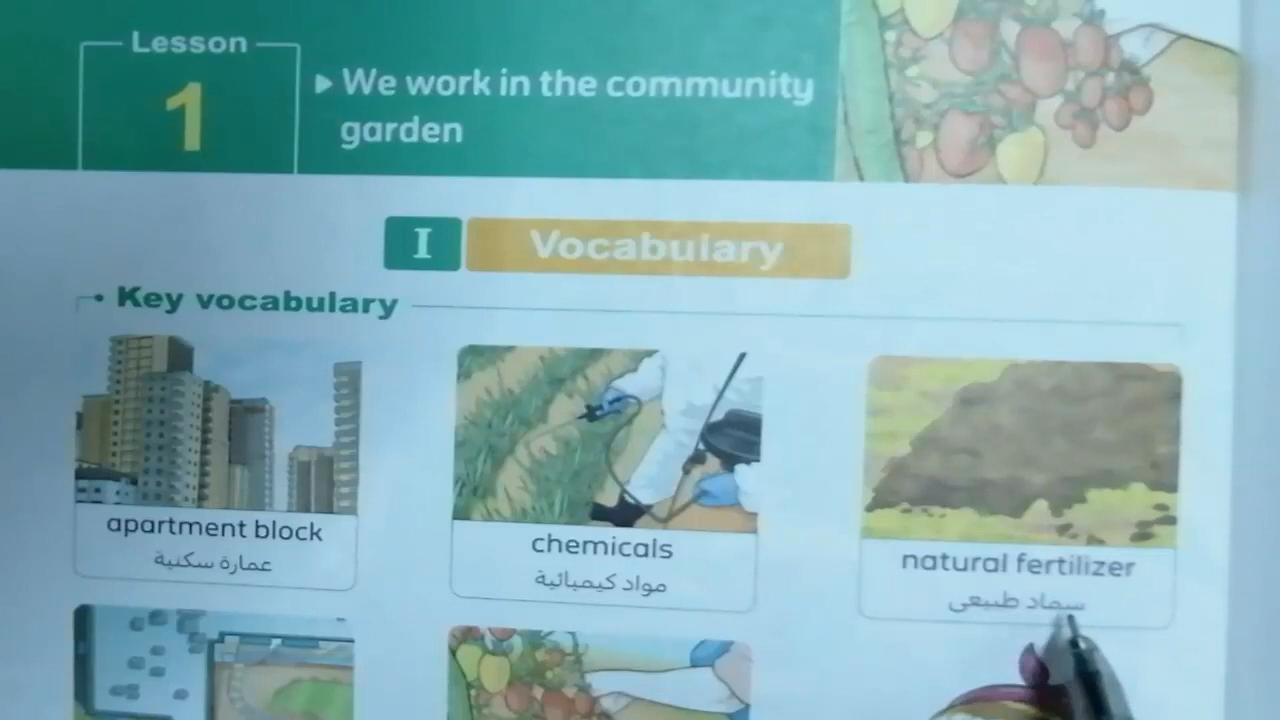 Lesson
1
We work in the community
garden
I Vocabulary
Key vocabulary
apartment block
عمارة سكنية
chemicals
مواد كيميائية
natural fertilizer
سماد طبيعى